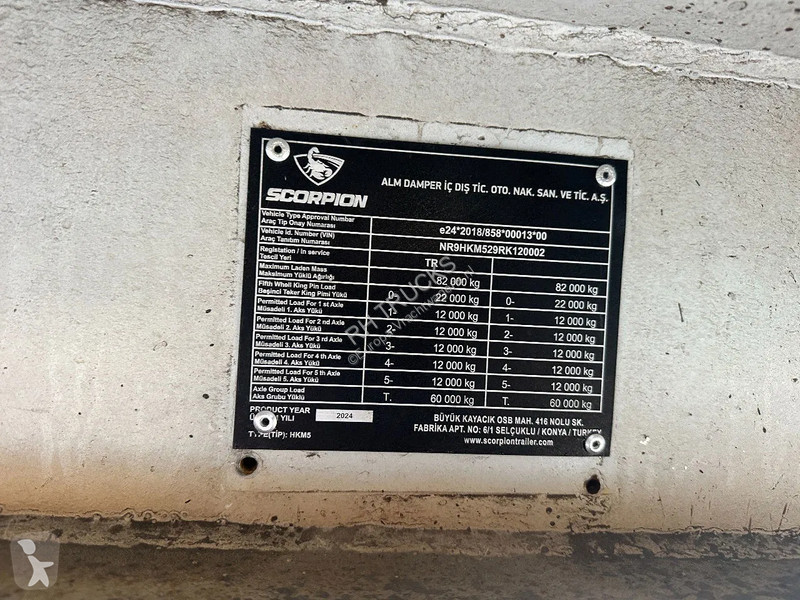 SCORPION
ALM DAMPER İÇ DIŞ TİC. OTO. NAK. SAN. VE TİC. A.Ş.
Vehicle Type Approval Number
Araç Tip Onay Numarası
e24*2018/858*00013*00
Vehicle Id. Number (VIN)
Araç Tanıtım Numarası
NR9HKM529RK120002
Registation / in service
Tescil Yeri
TR
Maximum Laden Mass
Maksimum Yüklü Ağırlığı
82 000 kg 82 000 kg
Fifth Whell King Pin Load
Beşinci Teker King Pimi Yükü
0- 22 000 kg 0- 22 000 kg
Permitted Load For 1 st Axle
Müsadeli 1. Aks Yükü
1- 12 000 kg 1- 12 000 kg
Permitted Load For 2 nd Axle
Müsadeli 2. Aks Yükü
2- 12 000 kg 2- 12 000 kg
Permitted Load For 3 rd Axle
Müsadeli 3. Aks Yükü
3- 12 000 kg 3- 12 000 kg
Permitted Load For 4 th Axle
Müsadeli 4. Aks Yükü
4- 12 000 kg 4- 12 000 kg
Permitted Load For 5 th Axle
Müsadeli 5. Aks Yükü
5- 12 000 kg 5- 12 000 kg
Axle Group Load
Aks Grubu Yükü
T. 60 000 kg T. 60 000 kg
PRODUCT YEAR
YILI
2024
TYPE(TİP): HKM5
BÜYÜK KAYACIK OSB MAH. 416 NOLU SK.
FABRİKA APT. NO: 6/1 SELÇUKLU / KONYA / TURKEY
www.scorpiontrailer.com
PH TRUCKS